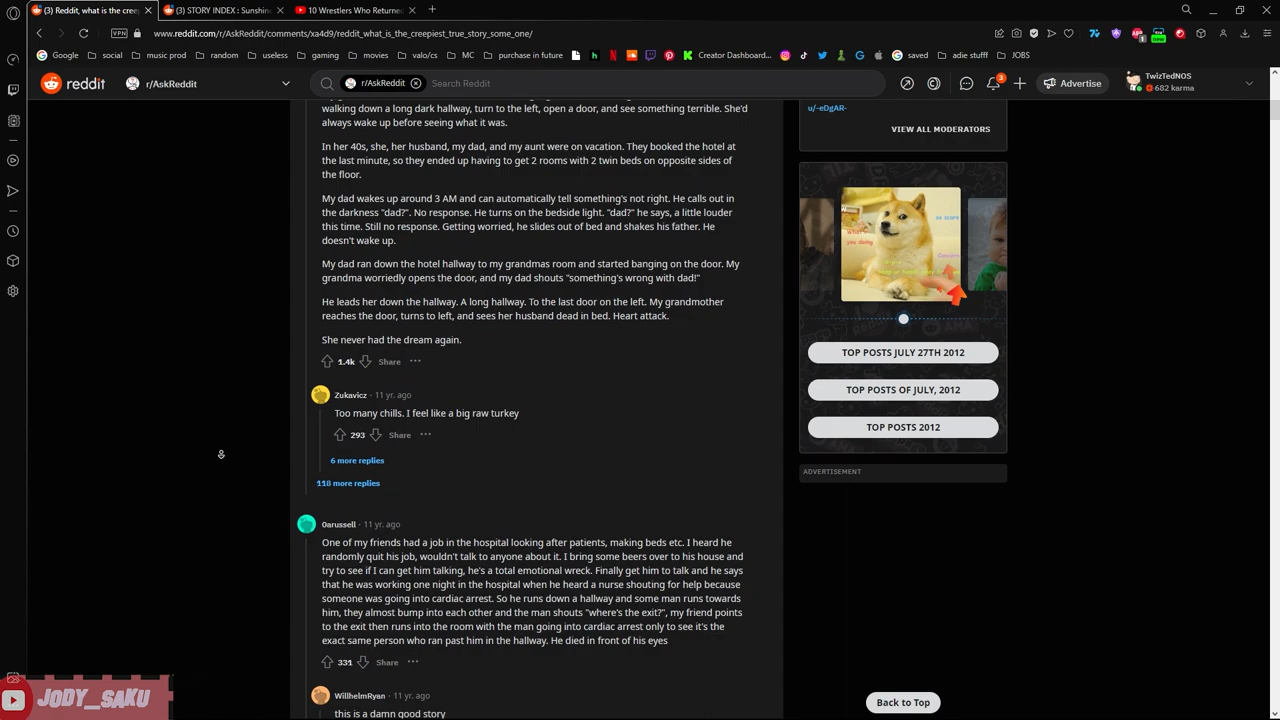 (3) Reddit, what is the cree
(3) STORY INDEX : Sunshin
10 Wrestlers Who Returned
VPN
www.reddit.com/r/AskReddit/comments/xa4d9/reddit_what_is_the_creepiest_true_story_some_one/
Google
social
music prod
random
useless
gaming
movies
valo/cs
MC
purchase in future
Creator Dashboard...
saved
adie stufff
JOBS
reddit
r/AskReddit
r/AskReddit
Search Reddit
3
Advertise
TwizTedNOS
682 karma
walking down a long dark hallway, turn to the left, open a door, and see something terrible. She'd
always wake up before seeing what it was.
In her 40s, she, her husband, my dad, and my aunt were on vacation. They booked the hotel at
the last minute, so they ended up having to get 2 rooms with 2 twin beds on opposite sides of
the floor.
My dad wakes up around 3 AM and can automatically tell something's not right. He calls out in
the darkness "dad?". No response. He turns on the bedside light. "dad?" he says, a little louder
this time. Still no response. Getting worried, he slides out of bed and shakes his father. He
doesn't wake up.
My dad ran down the hotel hallway to my grandmas room and started banging on the door. My
grandma worriedly opens the door, and my dad shouts "something's wrong with dad!"
He leads her down the hallway. A long hallway. To the last door on the left. My grandmother
reaches the door, turns to left, and sees her husband dead in bed. Heart attack.
She never had the dream again.
1.4k
Share
Zukavicz · 11 yr. ago
Too many chills. I feel like a big raw turkey
293
Share
6 more replies
118 more replies
0arussell · 11 yr. ago
One of my friends had a job in the hospital looking after patients, making beds etc. I heard he
randomly quit his job, wouldn't talk to anyone about it. I bring some beers over to his house and
try to see if I can get him talking, he's a total emotional wreck. Finally get him to talk and he says
that he was working one night in the hospital when he heard a nurse shouting for help because
someone was going into cardiac arrest. So he runs down a hallway and some man runs towards
him, they almost bump into each other and the man shouts "where's the exit?", my friend points
to the exit then runs into the room with the man going into cardiac arrest only to see it's the
exact same person who ran past him in the hallway. He died in front of his eyes
331
Share
WillhelmRyan · 11 yr. ago
this is a damn good story
u/-eDgAR-
VIEW ALL MODERATORS
TOP POSTS JULY 27TH 2012
TOP POSTS OF JULY, 2012
TOP POSTS 2012
ADVERTISEMENT
Back to Top
JODY_SAKU